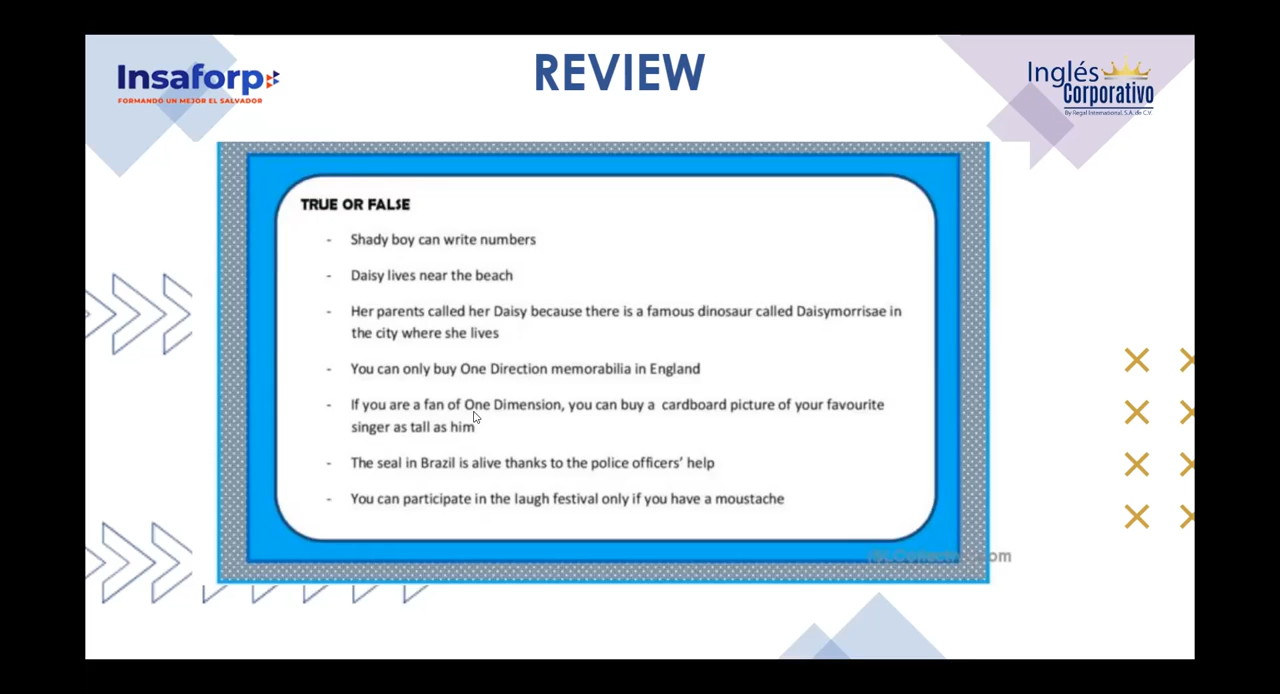 Insaforp
FORMANDO UN MEJOR EL SALVADOR
REVIEW
Inglés
Corporativo
By Regal International, S.A. de C.V.
TRUE OR FALSE
- Shady boy can write numbers
- Daisy lives near the beach
- Her parents called her Daisy because there is a famous dinosaur called Daisymorrisae in
the city where she lives
- You can only buy One Direction memorabilia in England
- If you are a fan of One Dimension, you can buy a cardboard picture of your favourite
singer as tall as him
- The seal in Brazil is alive thanks to the police officers' help
- You can participate in the laugh festival only if you have a moustache